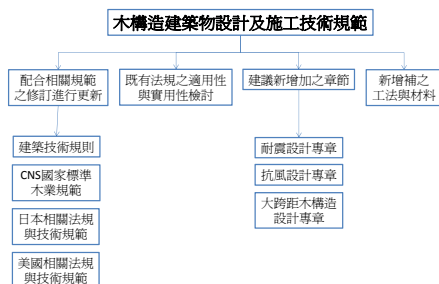 木構造建築物設計及施工技術規範
配合相關規範
之修訂進行更新
既有法規之適用性
與實用性檢討
建議新增加之章節
新增補之
工法與材料
建築技術規則
CNS國家標準
木業規範
日本相關法規
與技術規範
美國相關法規
與技術規範
耐震設計專章
抗風設計專章
大跨距木構造
設計專章